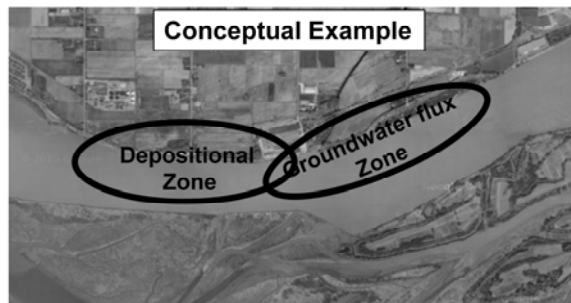 Conceptual Example
Depositional
Zone
Groundwater flux
Zone